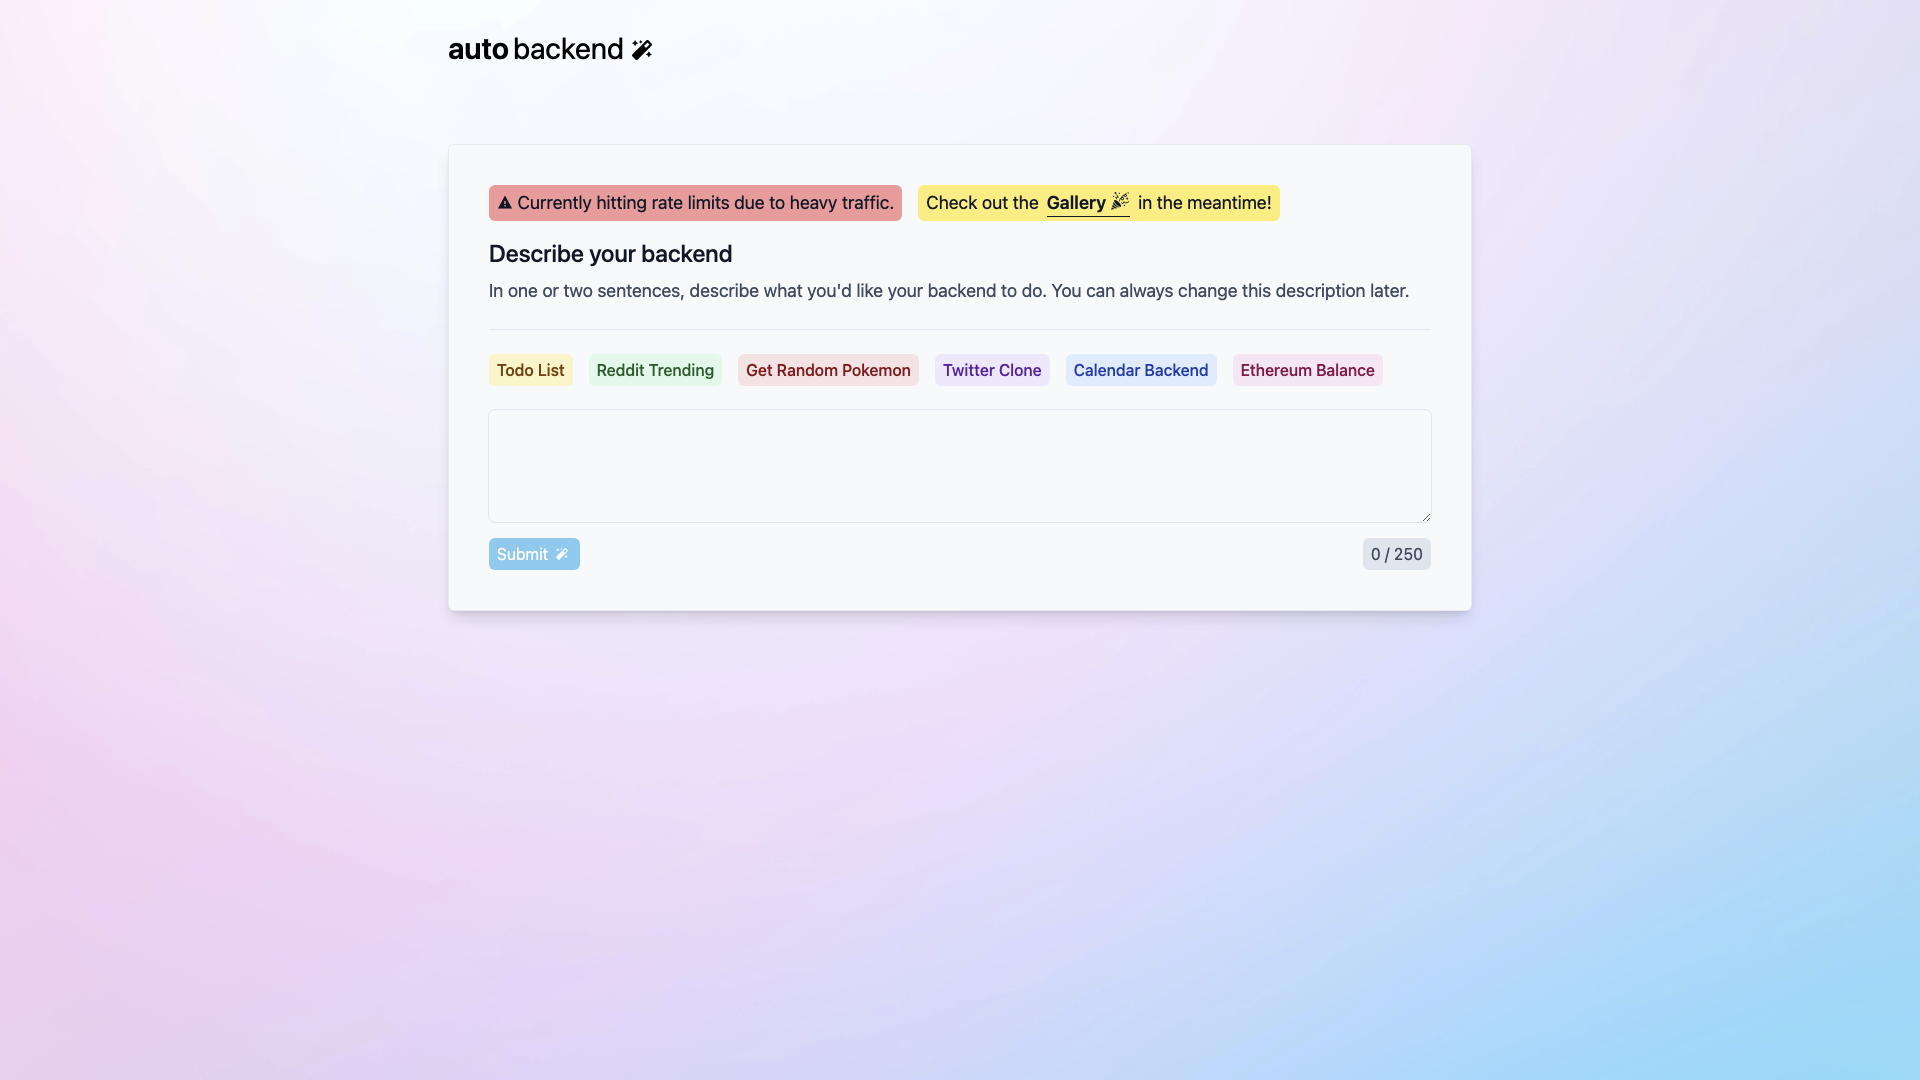 auto backend
Currently hitting rate limits due to heavy traffic. Check out the Gallery in the meantime!
Describe your backend
In one or two sentences, describe what you'd like your backend to do. You can always change this description later.
Todo List Reddit Trending Get Random Pokemon Twitter Clone Calendar Backend Ethereum Balance
Submit 0 / 250